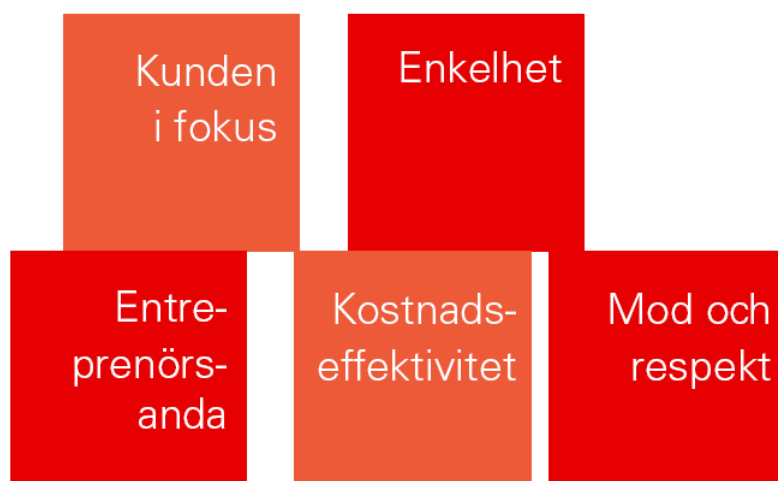 Kunden
i fokus
Enkelhet
Entre-
prenörs-
anda
Kostnads-
effektivitet
Mod och
respekt